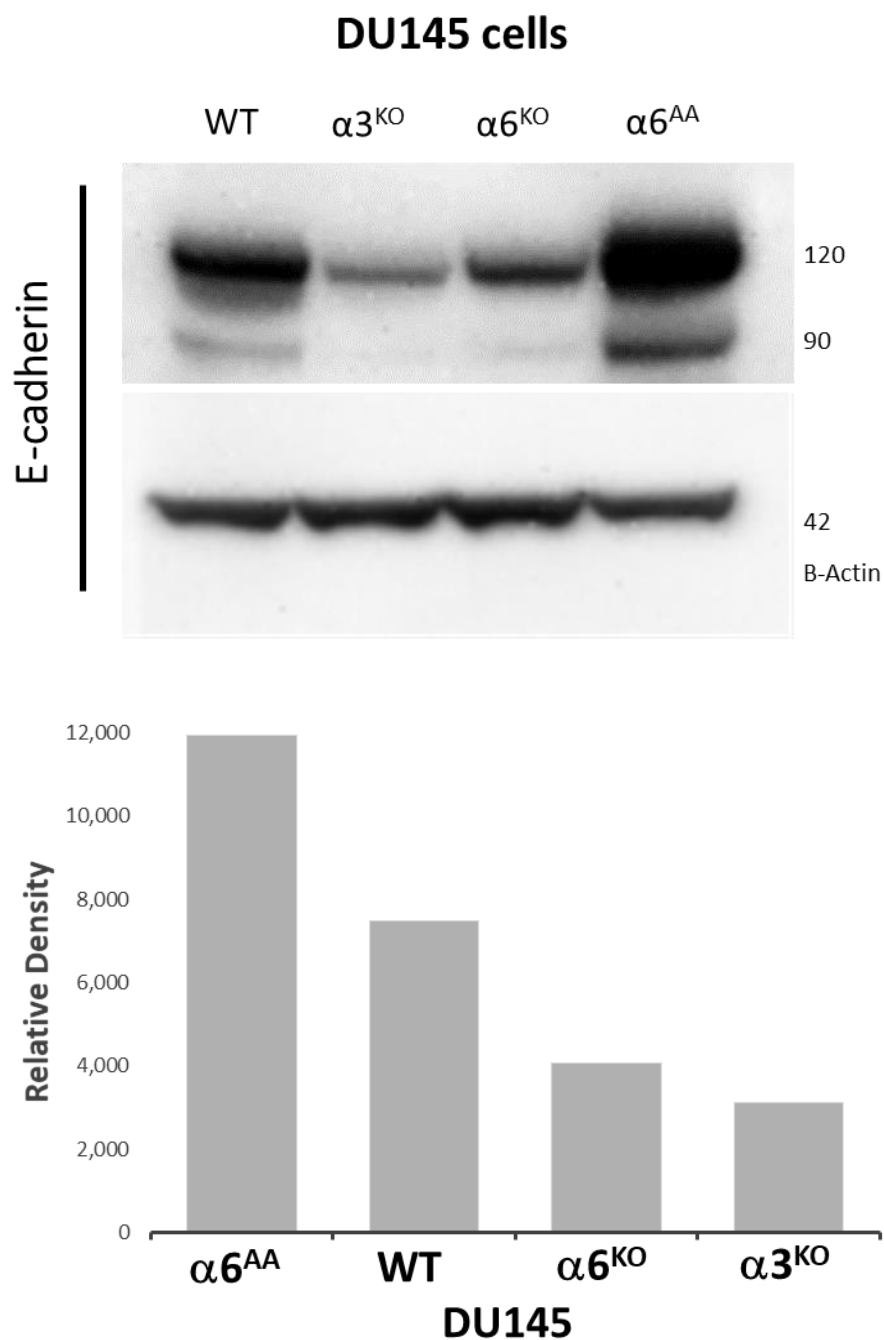 DU145 cells
WT α3KO α6KO α6AA
E-cadherin
120
90
42
B-Actin
Relative Density
12,000
10,000
8,000
6,000
4,000
2,000
0
α6AA WT α6KO α3KO
DU145